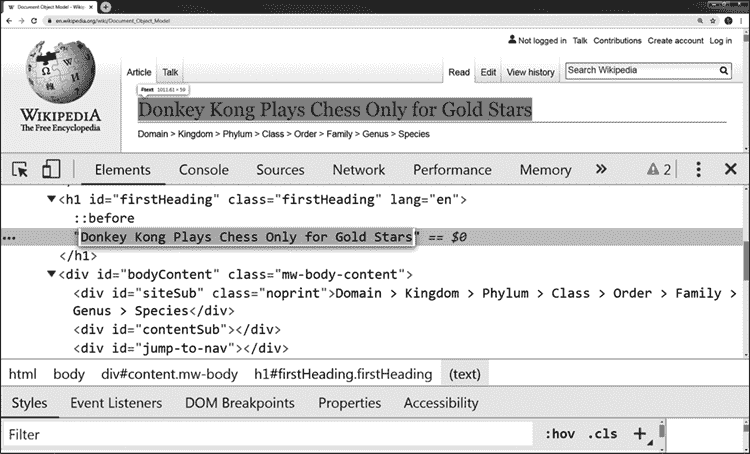 Document Object Model - Wikipe
en.wikipedia.org/wiki/Document_Object_Model
Not logged in Talk Contributions Create account Log in
Article Talk Read Edit View history Search Wikipedia
#text 1011.61 × 59
Donkey Kong Plays Chess Only for Gold Stars
WIKIPEDIA
The Free Encyclopedia
Domain > Kingdom > Phylum > Class > Order > Family > Genus > Species
Elements Console Sources Network Performance Memory » 2
<h1 id="firstHeading" class="firstHeading" lang="en">
::before
… "Donkey Kong Plays Chess Only for Gold Stars" == $0
</h1>
<div id="bodyContent" class="mw-body-content">
<div id="siteSub" class="noprint">Domain > Kingdom > Phylum > Class > Order > Family >
Genus > Species</div>
<div id="contentSub"></div>
<div id="jump-to-nav"></div>
html body div#content.mw-body h1#firstHeading.firstHeading (text)
Styles Event Listeners DOM Breakpoints Properties Accessibility
Filter :hov .cls +